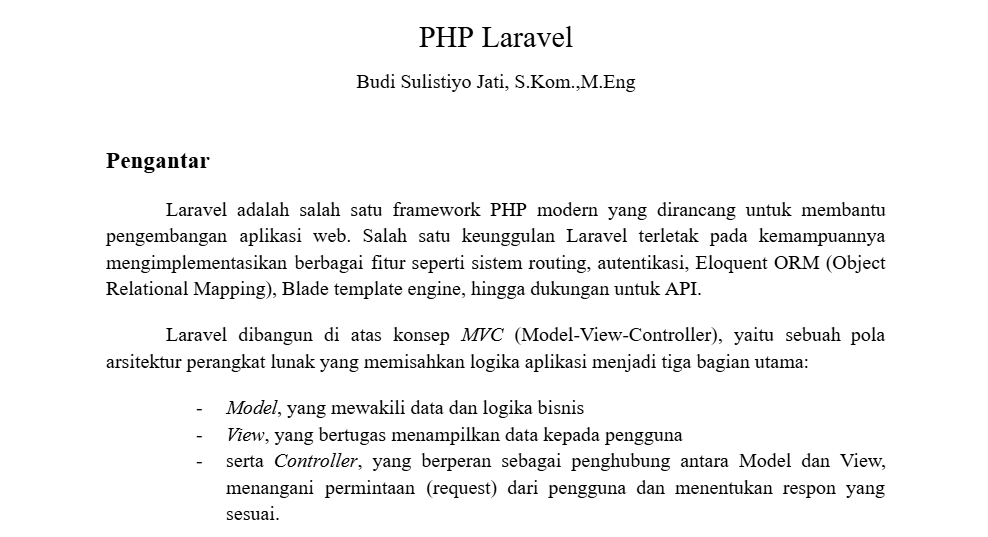 PHP Laravel
Budi Sulistiyo Jati, S.Kom.,M.Eng
Pengantar
Laravel adalah salah satu framework PHP modern yang dirancang untuk membantu
pengembangan aplikasi web. Salah satu keunggulan Laravel terletak pada kemampuannya
mengimplementasikan berbagai fitur seperti sistem routing, autentikasi, Eloquent ORM (Object
Relational Mapping), Blade template engine, hingga dukungan untuk API.
Laravel dibangun di atas konsep MVC (Model-View-Controller), yaitu sebuah pola
arsitektur perangkat lunak yang memisahkan logika aplikasi menjadi tiga bagian utama:
- Model, yang mewakili data dan logika bisnis
- View, yang bertugas menampilkan data kepada pengguna
- serta Controller, yang berperan sebagai penghubung antara Model dan View,
menangani permintaan (request) dari pengguna dan menentukan respon yang
sesuai.